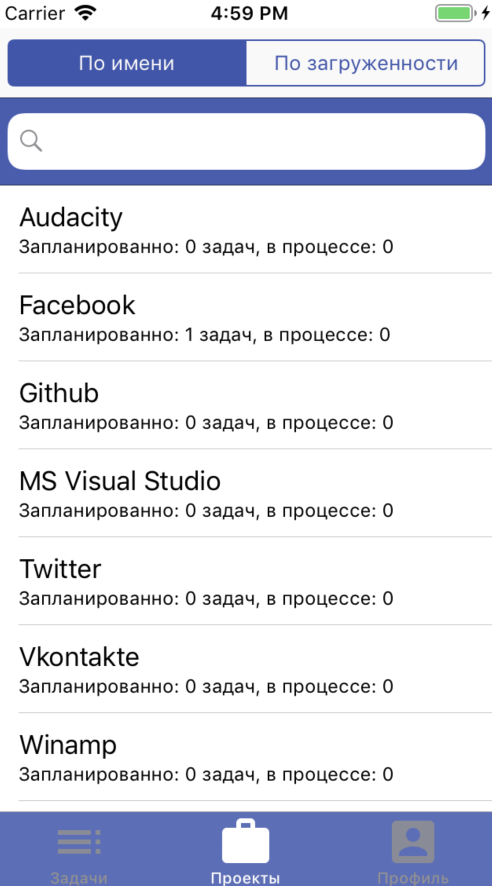 Carrier 4:59 PM
По имени По загруженности
Audacity
Запланированно: 0 задач, в процессе: 0
Facebook
Запланированно: 1 задач, в процессе: 0
Github
Запланированно: 0 задач, в процессе: 0
MS Visual Studio
Запланированно: 0 задач, в процессе: 0
Twitter
Запланированно: 0 задач, в процессе: 0
Vkontakte
Запланированно: 0 задач, в процессе: 0
Winamp
Запланированно: 0 задач, в процессе: 0
Задачи Проекты Профиль